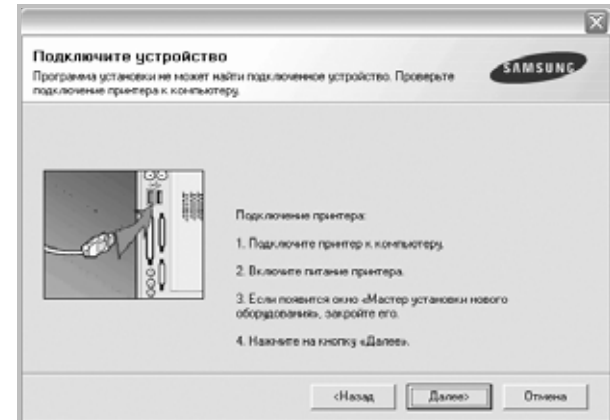 Подключите устройство
Программа установки не может найти подключенное устройство. Проверьте
подключение принтера к компьютеру.
SAMSUNG
Подключение принтера:
1. Подключите принтер к компьютеру.
2. Включите питание принтера.
3. Если появится окно «Мастер установки нового
оборудования», закройте его.
4. Нажмите на кнопку «Далее».
<Назад
Далее>
Отмена